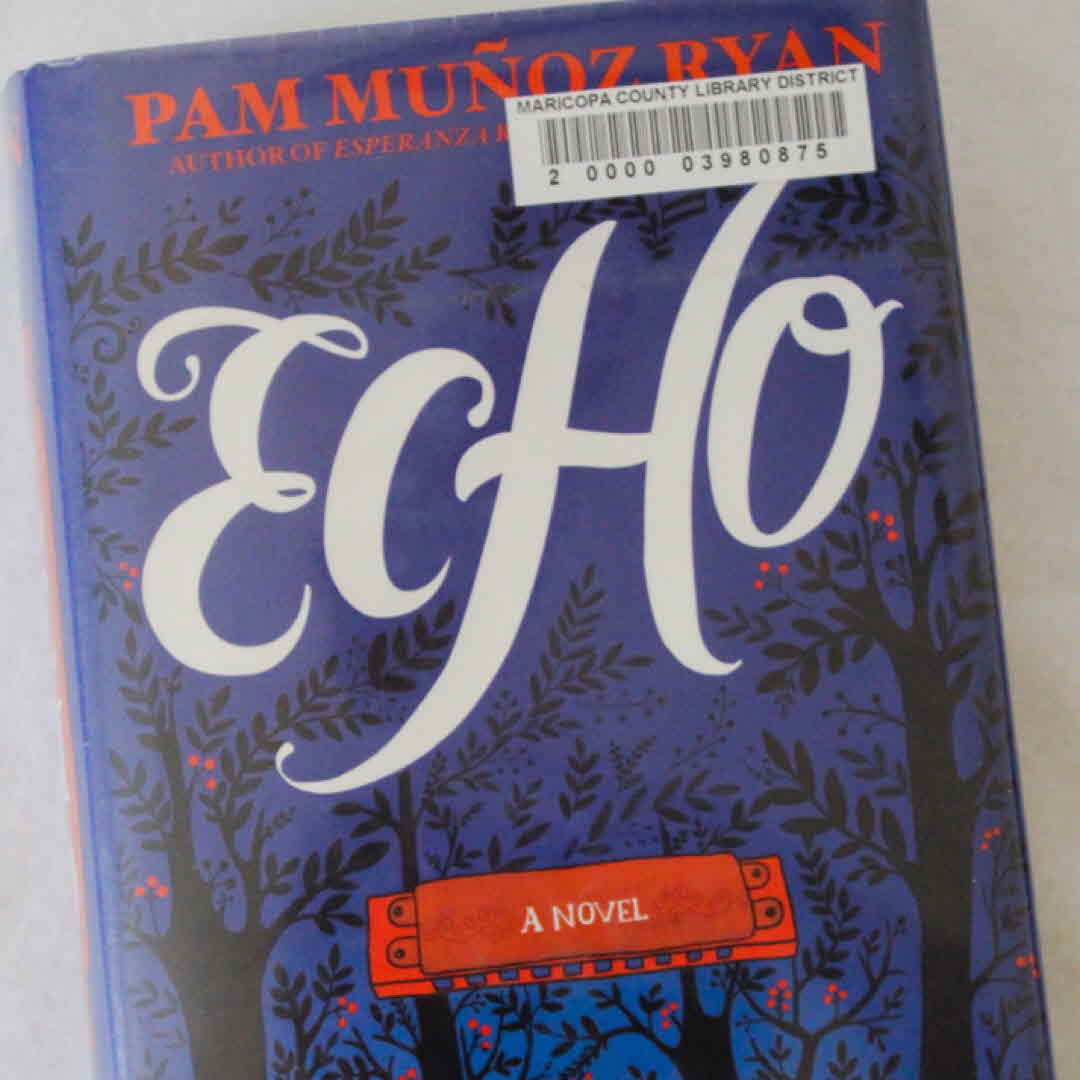 PAM MUÑOZ RYAN
MARICOPA COUNTY LIBRARY DISTRICT
AUTHOR OF ESPERANZA
2 0000 03980875
ECHO
A NOVEL